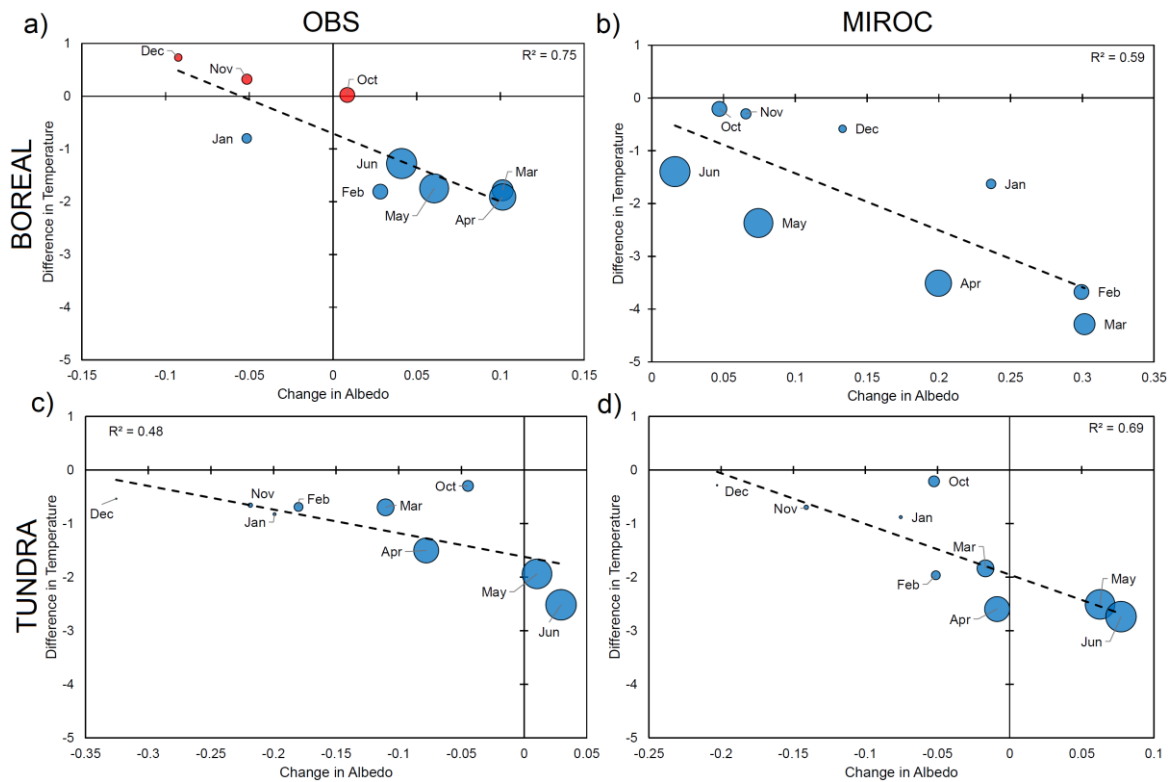 OBS
MIROC
BOREAL
TUNDRA
a)
R² = 0.75
Difference in Temperature
1
0
-1
-2
-3
-4
-5
Dec
Nov
Oct
Jan
Jun
Feb
May
Mar
Apr
-0.15
-0.1
-0.05
0
0.05
0.1
0.15
Change in Albedo
b)
R² = 0.59
Difference in Temperature
1
0
-1
-2
-3
-4
-5
Oct
Nov
Dec
Jun
Jan
May
Apr
Feb
Mar
0
0.05
0.1
0.15
0.2
0.25
0.3
0.35
Change in Albedo
c)
R² = 0.48
Difference in Temperature
1
0
-1
-2
-3
-4
-5
Dec
Nov
Jan
Feb
Mar
Oct
Apr
May
Jun
-0.35
-0.3
-0.25
-0.2
-0.15
-0.1
-0.05
0
0.05
Change in Albedo
d)
R² = 0.69
Difference in Temperature
1
0
-1
-2
-3
-4
-5
Dec
Nov
Oct
Jan
Mar
Feb
Apr
May
Jun
-0.25
-0.2
-0.15
-0.1
-0.05
0
0.05
0.1
Change in Albedo